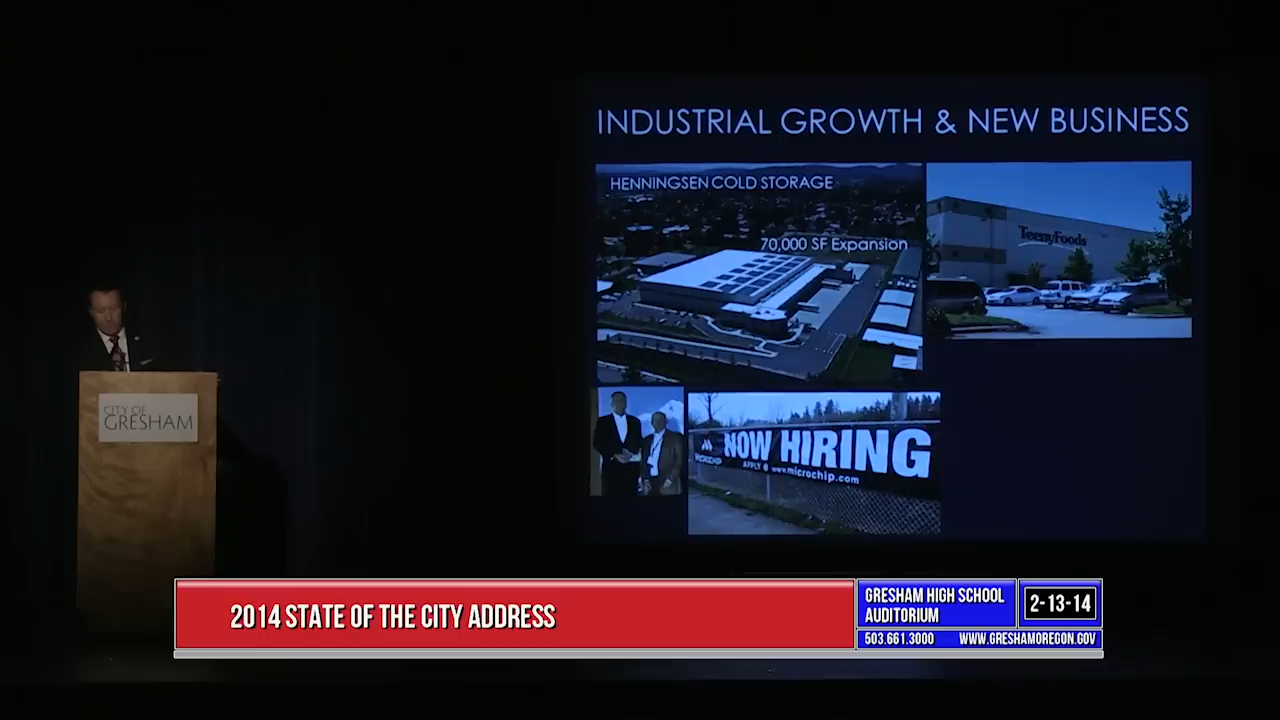 INDUSTRIAL GROWTH & NEW BUSINESS
HENNINGSEN COLD STORAGE
70,000 SF Expansion
TeenyFoods
CITY OF
GRESHAM
NOW HIRING
MICROCHIP
APPLY @ www.microchip.com
2014 STATE OF THE CITY ADDRESS
GRESHAM HIGH SCHOOL
AUDITORIUM
2-13-14
503.661.3000
WWW.GRESHAMOREGON.GOV